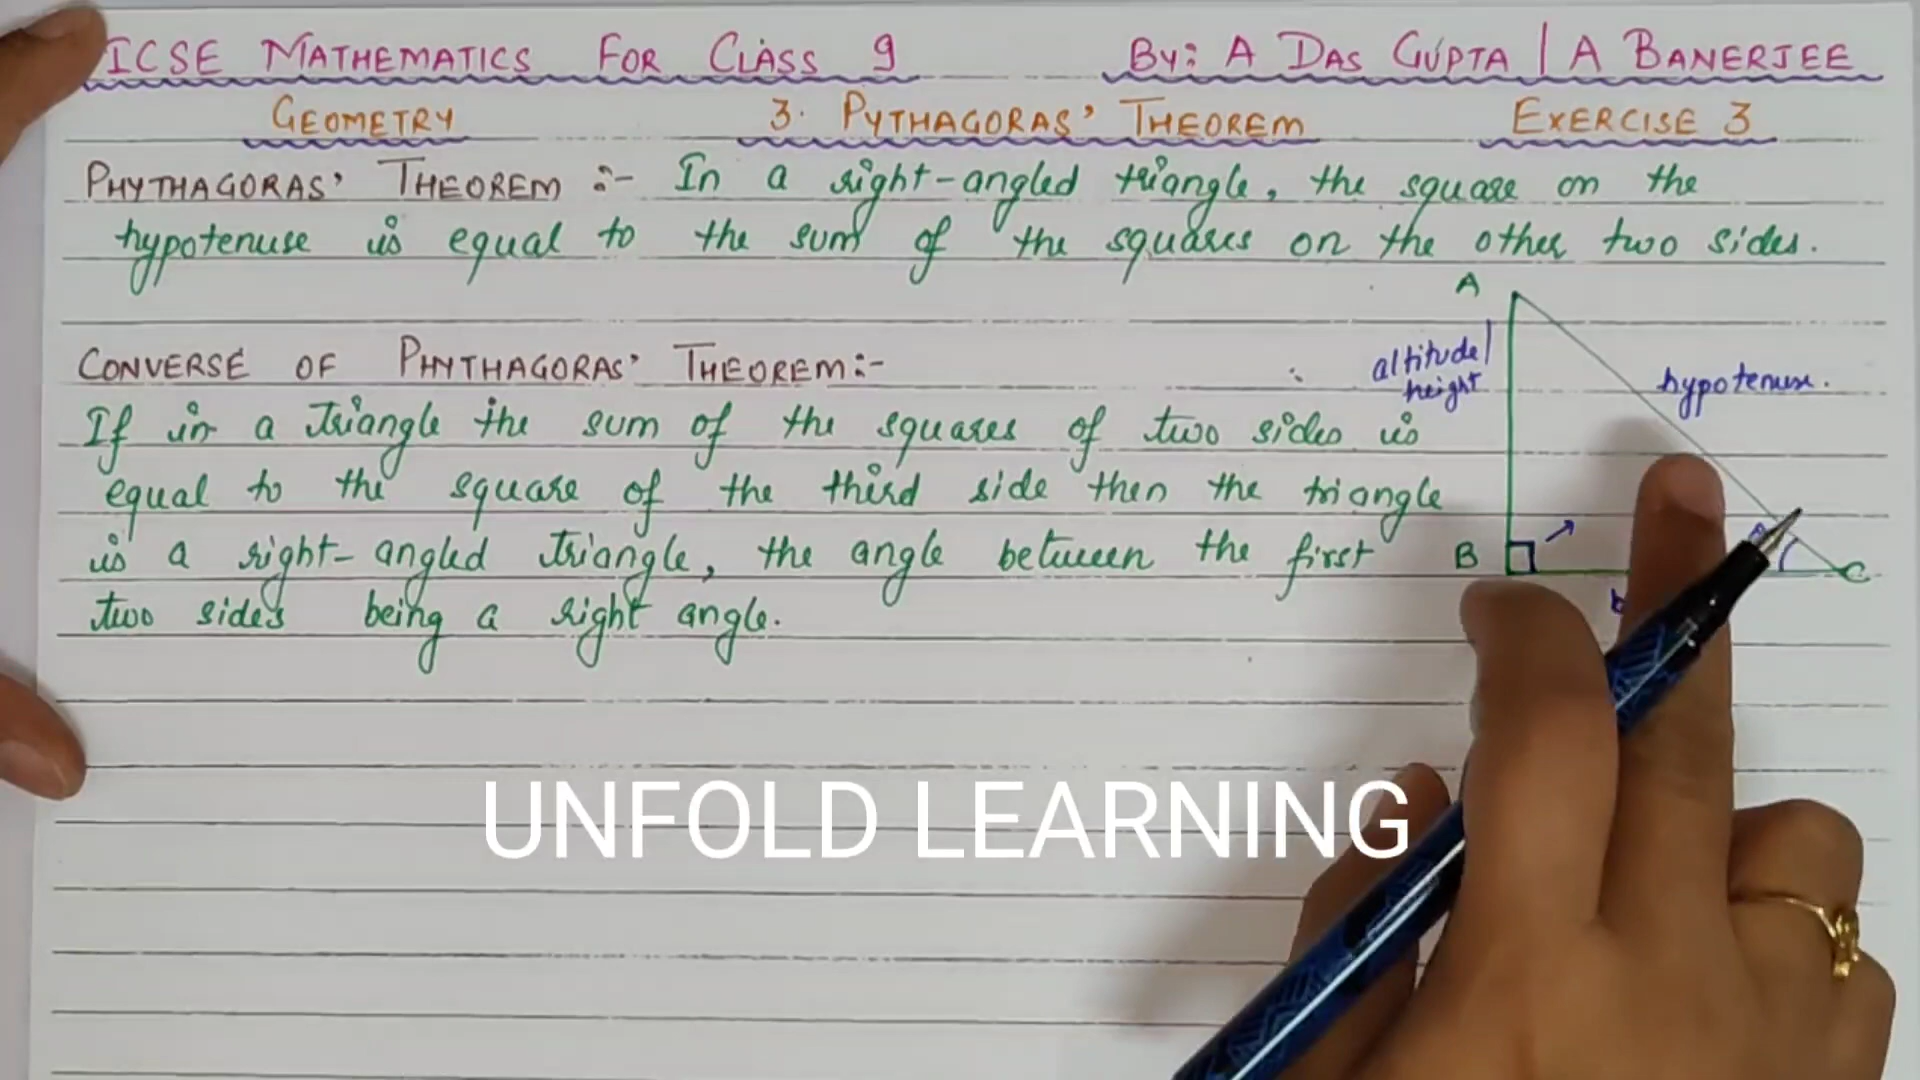 ICSE MATHEMATICS FOR CLASS 9 BY: A DAS GUPTA | A BANERJEE
GEOMETRY 3. PYTHAGORAS' THEOREM EXERCISE 3
PHYTHAGORAS' THEOREM :- In a right-angled triangle, the square on the
hypotenuse is equal to the sum of the squares on the other two sides.
A
CONVERSE OF PHYTHAGORAS' THEOREM:-
altitude/
height
hypotenuse.
If in a triangle the sum of the squares of two sides is
equal to the square of the third side then the triangle
is a right-angled triangle, the angle between the first
B
C
two sides being a right angle.
UNFOLD LEARNING